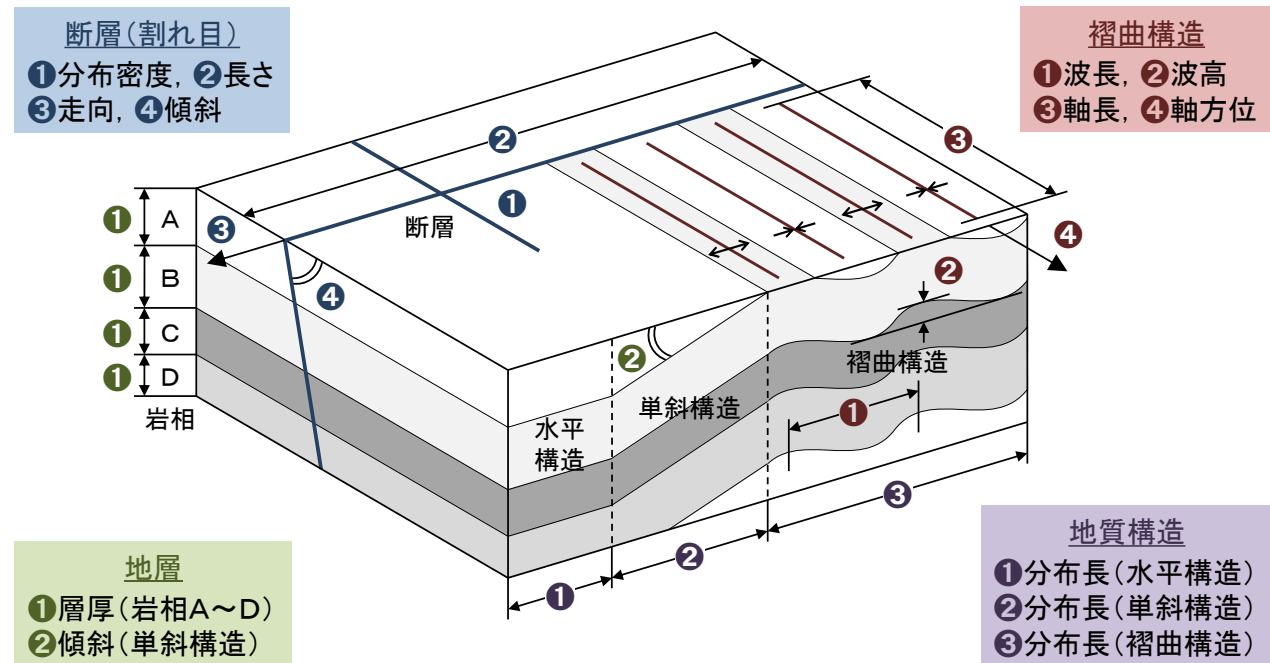 断層(割れ目)
❶分布密度, ❷長さ
❸走向, ❹傾斜
褶曲構造
❶波長, ❷波高
❸軸長, ❹軸方位
❷
❸
❶
❶
A
❸
断層
❹
❶
B
❹
❷
❶
C
❷
褶曲構造
❶
D
単斜構造
❶
岩相
水平
構造
❸
❷
❶
地層
❶層厚(岩相A~D)
❷傾斜(単斜構造)
地質構造
❶分布長(水平構造)
❷分布長(単斜構造)
❸分布長(褶曲構造)